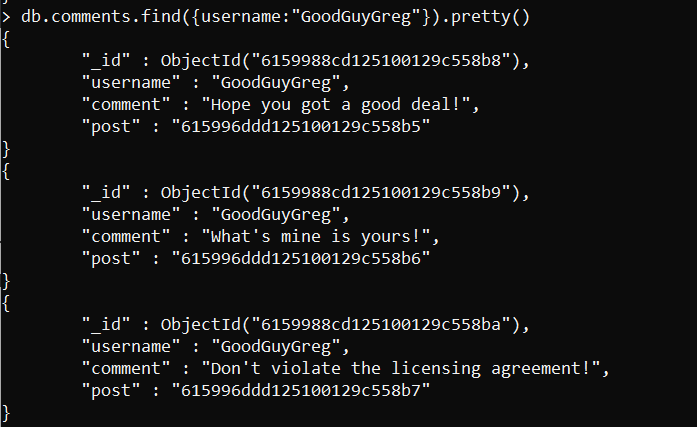 > db.comments.find({username:"GoodGuyGreg"}).pretty()
{
        "_id" : ObjectId("6159988cd125100129c558b8"),
        "username" : "GoodGuyGreg",
        "comment" : "Hope you got a good deal!",
        "post" : "615996ddd125100129c558b5"
}
{
        "_id" : ObjectId("6159988cd125100129c558b9"),
        "username" : "GoodGuyGreg",
        "comment" : "What's mine is yours!",
        "post" : "615996ddd125100129c558b6"
}
{
        "_id" : ObjectId("6159988cd125100129c558ba"),
        "username" : "GoodGuyGreg",
        "comment" : "Don't violate the licensing agreement!",
        "post" : "615996ddd125100129c558b7"
}